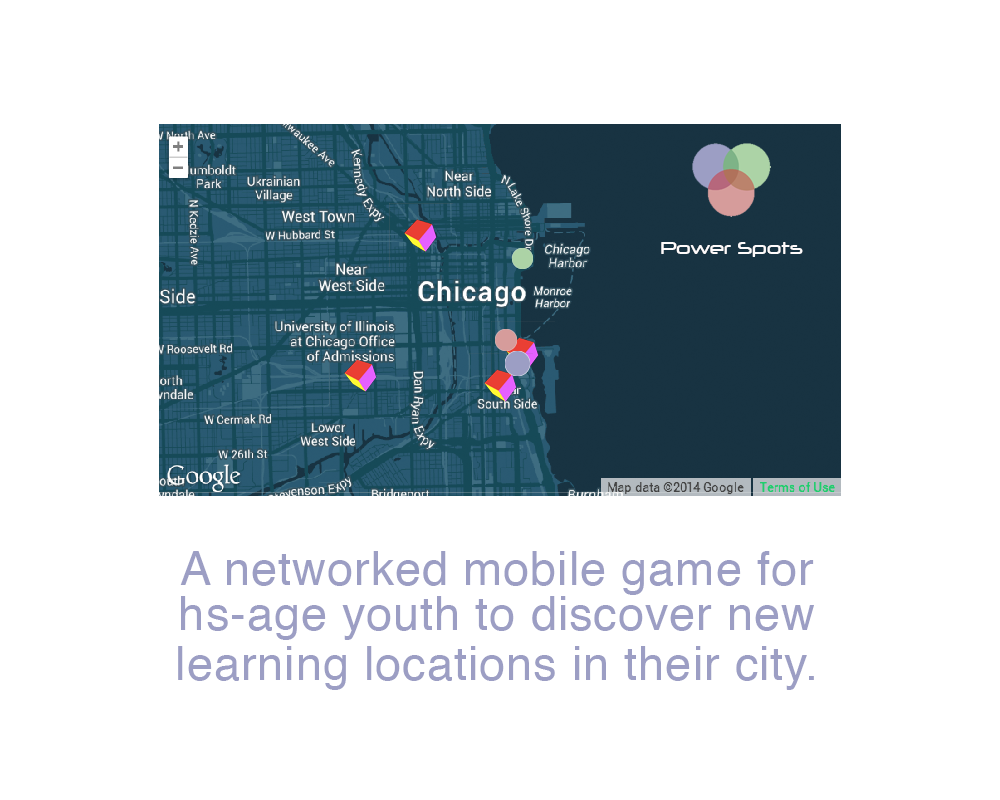 W North Ave
+
−
Milwaukee Ave
Kennedy Expy
Near
North Side
N Lake Shore Dr
umboldt
Park
Ukrainian
Village
N Kedzie Ave
West Town
W Hubbard St
Power Spots
Chicago
Harbor
Near
West Side
Chicago
Monroe
Harbor
Side
University of Illinois
at Chicago Office
of Admissions
W Roosevelt Rd
orth
wndale
Dan Ryan Expy
South Side
W Cermak Rd
Lower
West Side
W 26th St
Google
wndale
Stevenson Expy
Bridgeport
Burnham
Map data ©2014 Google
Terms of Use
A networked mobile game for
hs-age youth to discover new
learning locations in their city.